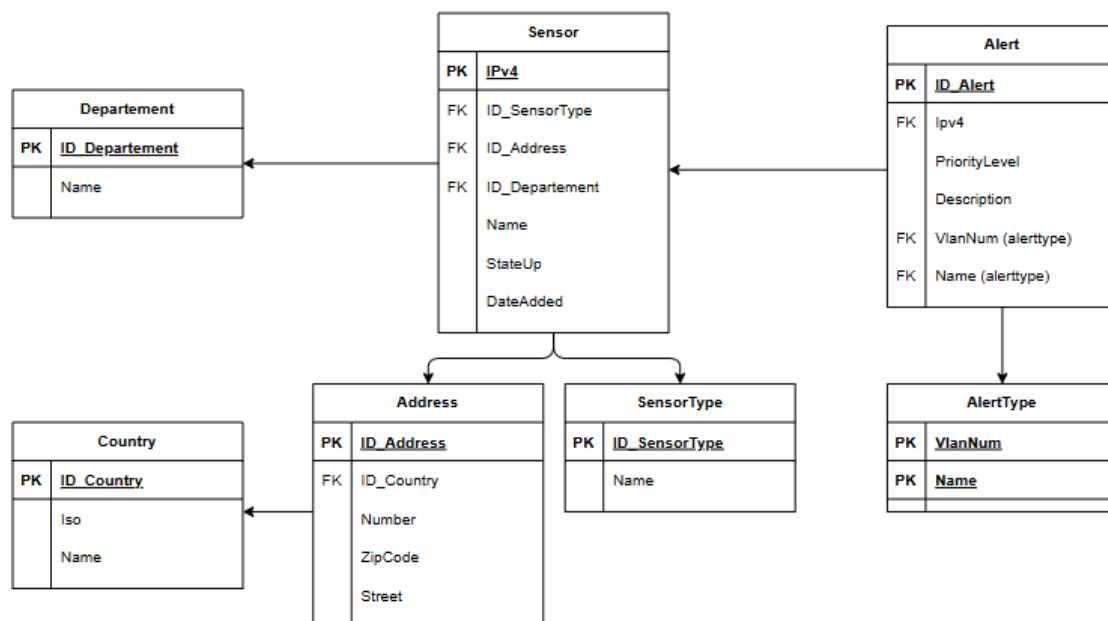 Sensor
PK IPv4
FK ID_SensorType
FK ID_Address
FK ID_Departement
Name
StateUp
DateAdded
Alert
PK ID_Alert
FK Ipv4
PriorityLevel
Description
FK VlanNum (alerttype)
FK Name (alerttype)
Departement
PK ID_Departement
Name
Address
PK ID_Address
FK ID_Country
Number
ZipCode
Street
SensorType
PK ID_SensorType
Name
AlertType
PK VlanNum
PK Name
Country
PK ID_Country
Iso
Name